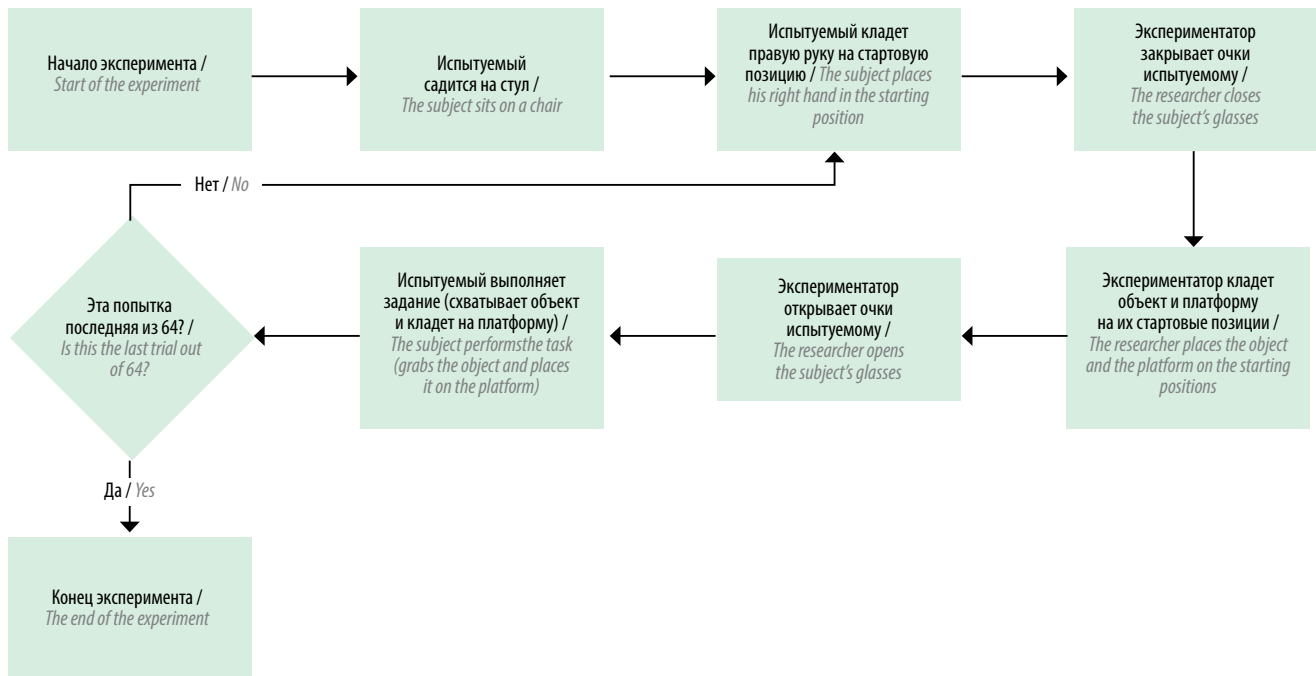 Начало эксперимента /
Start of the experiment
Испытуемый
садится на стул /
The subject sits on a chair
Испытуемый кладет
правую руку на стартовую
позицию / The subject places
his right hand in the starting
position
Экспериментатор
закрывает очки
испытуемому /
The researcher closes
the subject's glasses
Нет / No
Эта попытка
последняя из 64? /
Is this the last trial out
of 64?
Испытуемый выполняет
задание (схватывает объект
и кладет на платформу) /
The subject performsthe task
(grabs the object and places
it on the platform)
Экспериментатор
открывает очки
испытуемому /
The researcher opens
the subject's glasses
Экспериментатор кладет
объект и платформу
на их стартовые позиции /
The researcher places the object
and the platform on the starting
positions
Да / Yes
Конец эксперимента /
The end of the experiment